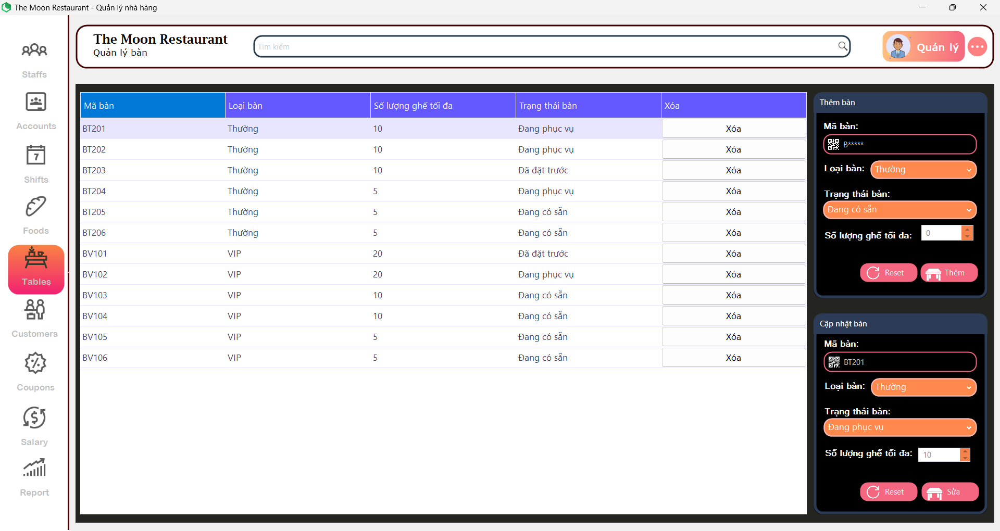 The Moon Restaurant - Quản lý nhà hàng
The Moon Restaurant
Quản lý bàn
Tìm kiếm
Quản lý
Staffs
Accounts
7
Shifts
Foods
Tables
Customers
Coupons
Salary
Report
Mã bàn Loại bàn Số lượng ghế tối đa Trạng thái bàn Xóa
BT201 Thường 10 Đang phục vụ Xóa
BT202 Thường 10 Đang phục vụ Xóa
BT203 Thường 10 Đã đặt trước Xóa
BT204 Thường 5 Đang phục vụ Xóa
BT205 Thường 5 Đang có sẵn Xóa
BT206 Thường 5 Đang có sẵn Xóa
BV101 VIP 20 Đã đặt trước Xóa
BV102 VIP 20 Đang phục vụ Xóa
BV103 VIP 10 Đang có sẵn Xóa
BV104 VIP 10 Đang có sẵn Xóa
BV105 VIP 5 Đang có sẵn Xóa
BV106 VIP 5 Đang có sẵn Xóa
Thêm bàn
Mã bàn:
B*****
Loại bàn: Thường
Trạng thái bàn:
Đang có sẵn
Số lượng ghế tối đa: 0
Reset Thêm
Cập nhật bàn
Mã bàn:
BT201
Loại bàn: Thường
Trạng thái bàn:
Đang phục vụ
Số lượng ghế tối đa: 10
Reset Sửa